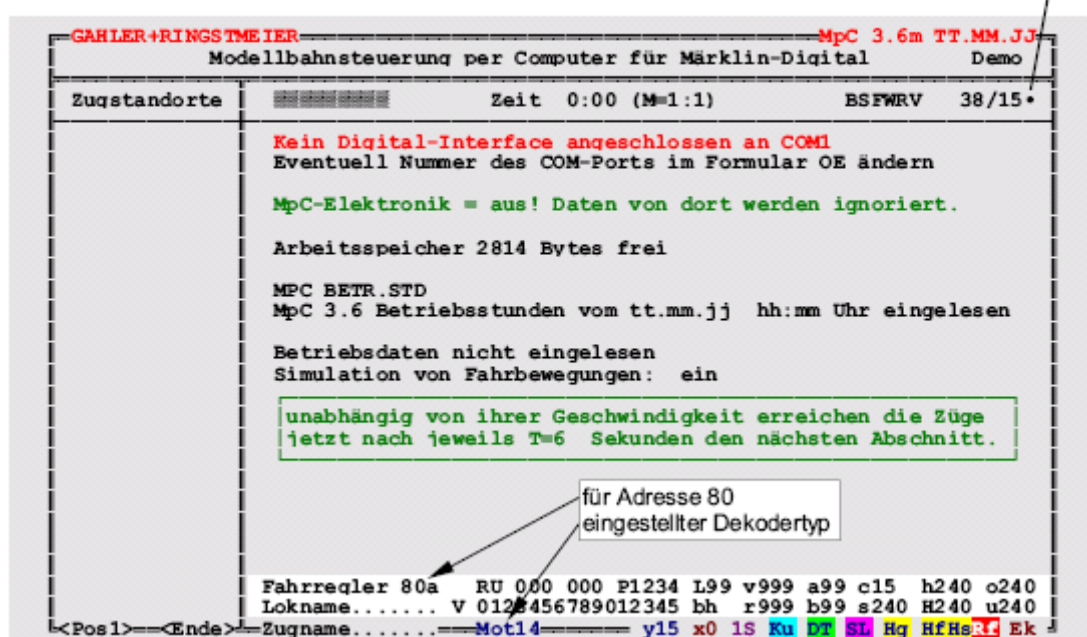 GAHLER+RINGSTMEIER MpC 3.6m TT.MM.JJ
Modellbahnsteuerung per Computer für Märklin-Digital Demo
Zugstandorte Zeit 0:00 (M=1:1) BSFWRV 38/15•
Kein Digital-Interface angeschlossen an COM1
Eventuell Nummer des COM-Ports im Formular OE ändern
MpC-Elektronik = aus! Daten von dort werden ignoriert.
Arbeitsspeicher 2814 Bytes frei
MPC BETR.STD
MpC 3.6 Betriebsstunden vom tt.mm.jj hh:mm Uhr eingelesen
Betriebsdaten nicht eingelesen
Simulation von Fahrbewegungen: ein
unabhängig von ihrer Geschwindigkeit erreichen die Züge
jetzt nach jeweils T=6 Sekunden den nächsten Abschnitt.
für Adresse 80
eingestellter Dekodertyp
Fahrregler 80a RU 000 000 P1234 L99 v999 a99 c15 h240 o240
Lokname....... V 0123456789012345 bh r999 b99 s240 H240 u240
<Pos1>==<Ende> Zugname....... Mot14 y15 x0 1S Ku DT SL Hg HfHsRf Ek